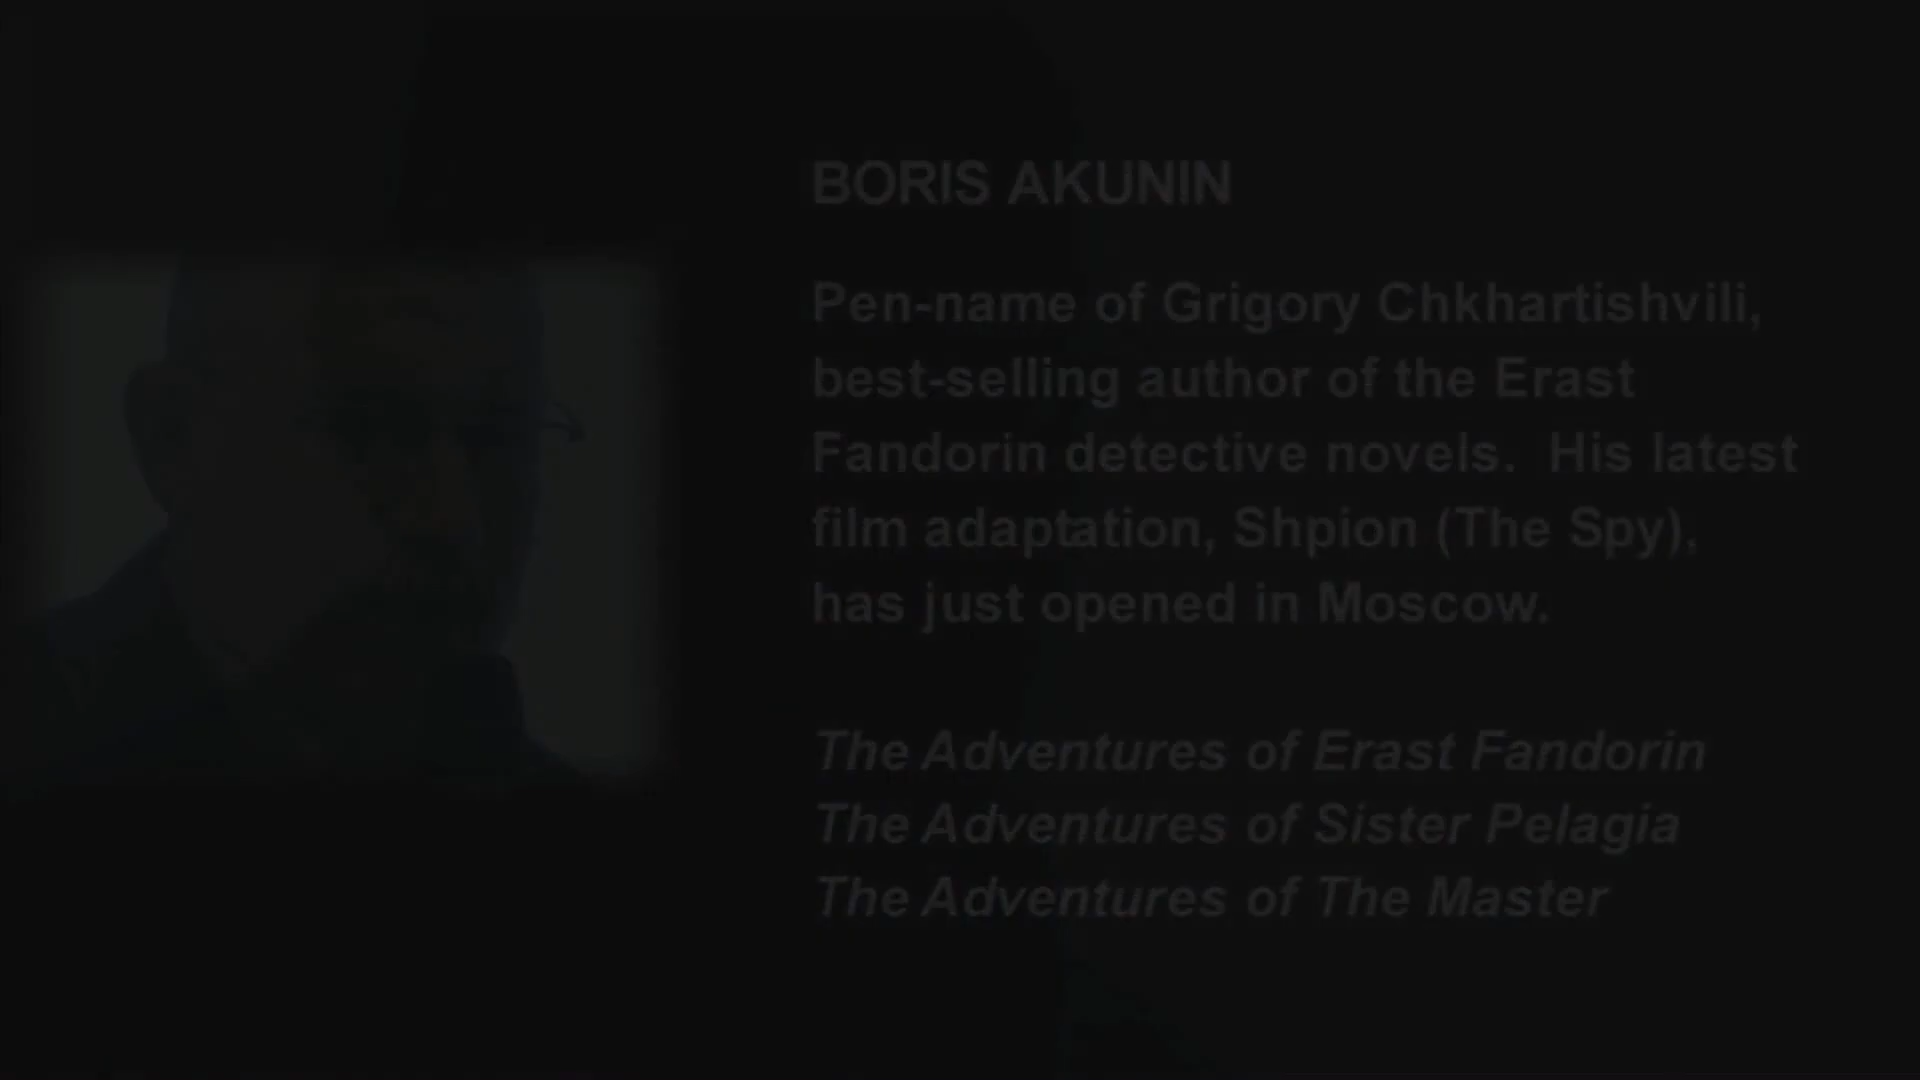 BORIS AKUNIN
Pen-name of Grigory Chkhartishvili,
best-selling author of the Erast
Fandorin detective novels. His latest
film adaptation, Shpion (The Spy),
has just opened in Moscow.
The Adventures of Erast Fandorin
The Adventures of Sister Pelagia
The Adventures of The Master